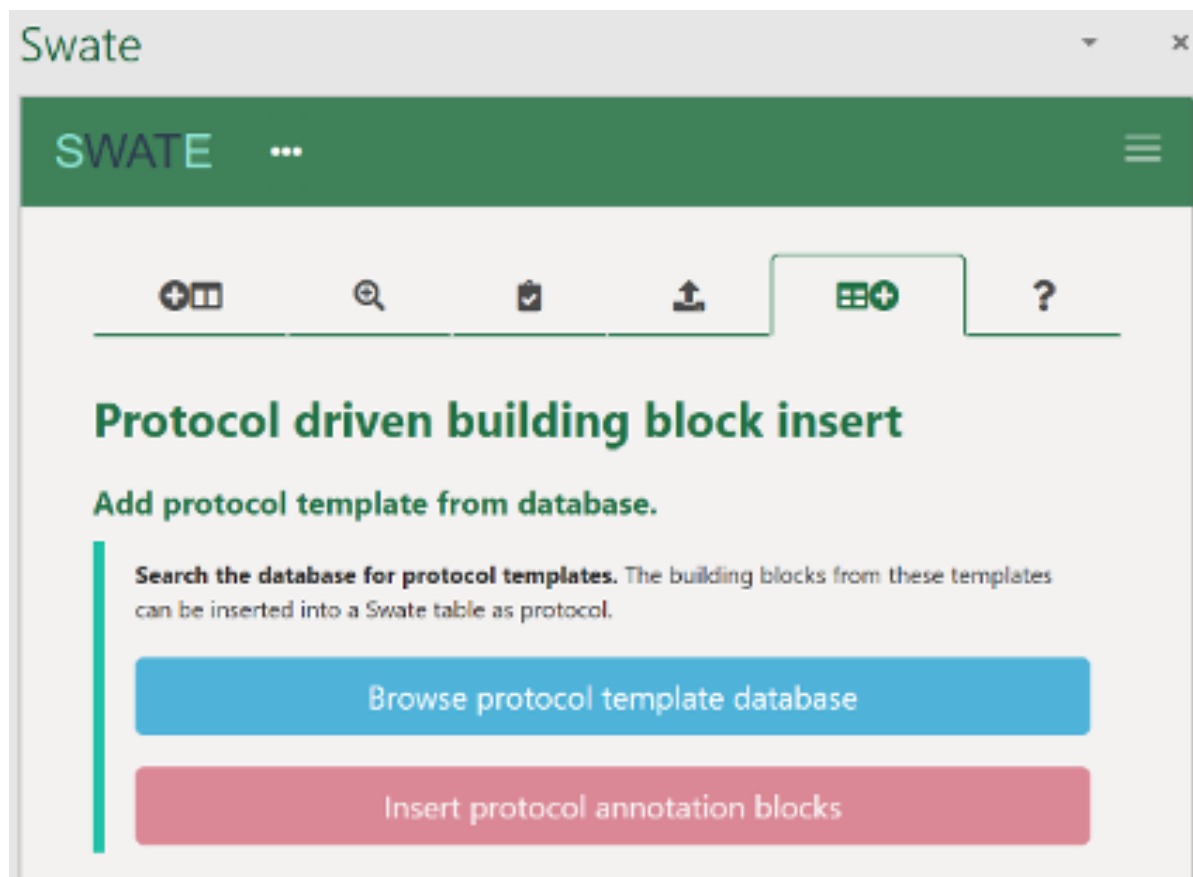 Swate
SWATE
?
Protocol driven building block insert
Add protocol template from database.
Search the database for protocol templates. The building blocks from these templates
can be inserted into a Swate table as protocol.
Browse protocol template database
Insert protocol annotation blocks